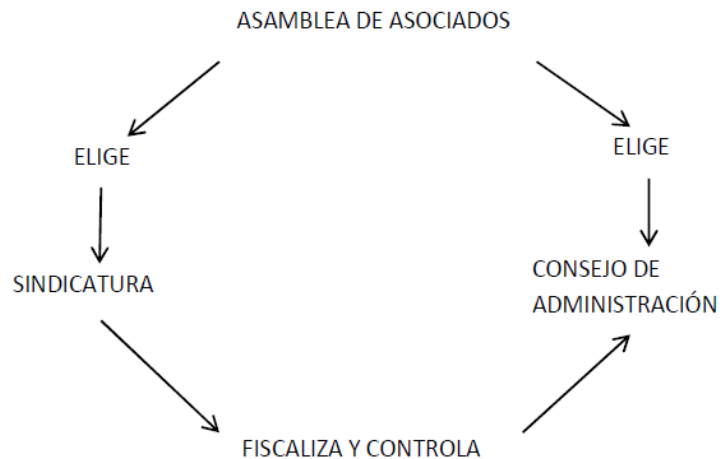 ASAMBLEA DE ASOCIADOS
ELIGE
ELIGE
SINDICATURA
CONSEJO DE
ADMINISTRACIÓN
FISCALIZA Y CONTROLA